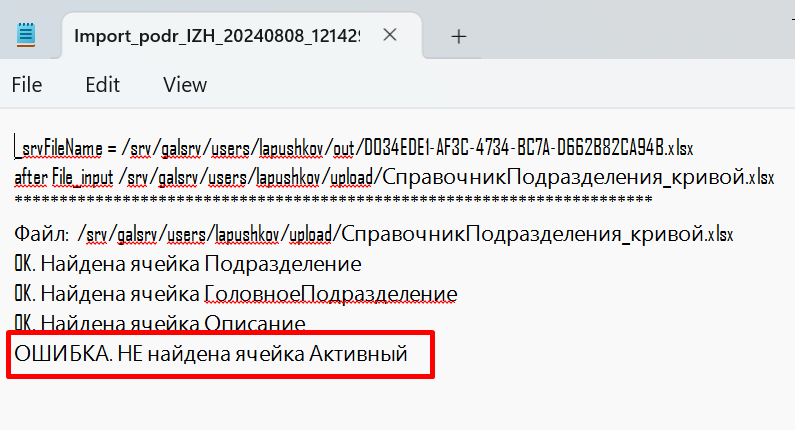 Import_podr_IZH_20240808_121429
File Edit View
_srvFileName = /srv/galsrv/users/lapushkov/out/D034EDE1-AF3C-4734-BC7A-D662B82CA94B.xlsx
after File_input /srv/galsrv/users/lapushkov/upload/СправочникПодразделения_кривой.xlsx
***********************************************************************
Файл: /srv/galsrv/users/lapushkov/upload/СправочникПодразделения_кривой.xlsx
OK. Найдена ячейка Подразделение
OK. Найдена ячейка ГоловноеПодразделение
OK. Найдена ячейка Описание
ОШИБКА. НЕ найдена ячейка Активный